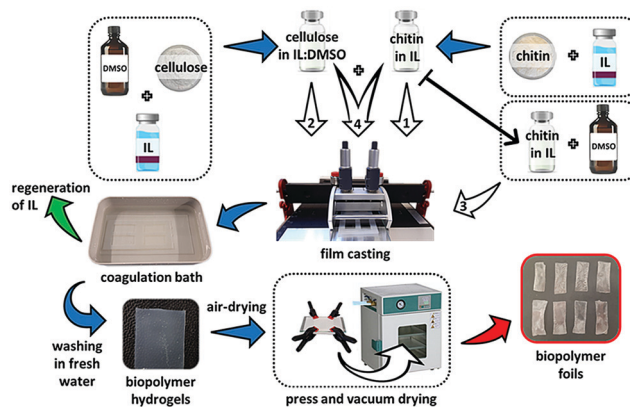 DMSO
cellulose
+
IL
cellulose
in IL:DMSO
+
chitin
in IL
chitin
+
IL
chitin
in IL
+
DMSO
2
4
1
3
regeneration
of IL
coagulation bath
film casting
washing
in fresh
water
biopolymer
hydrogels
air-drying
press and vacuum drying
biopolymer
foils